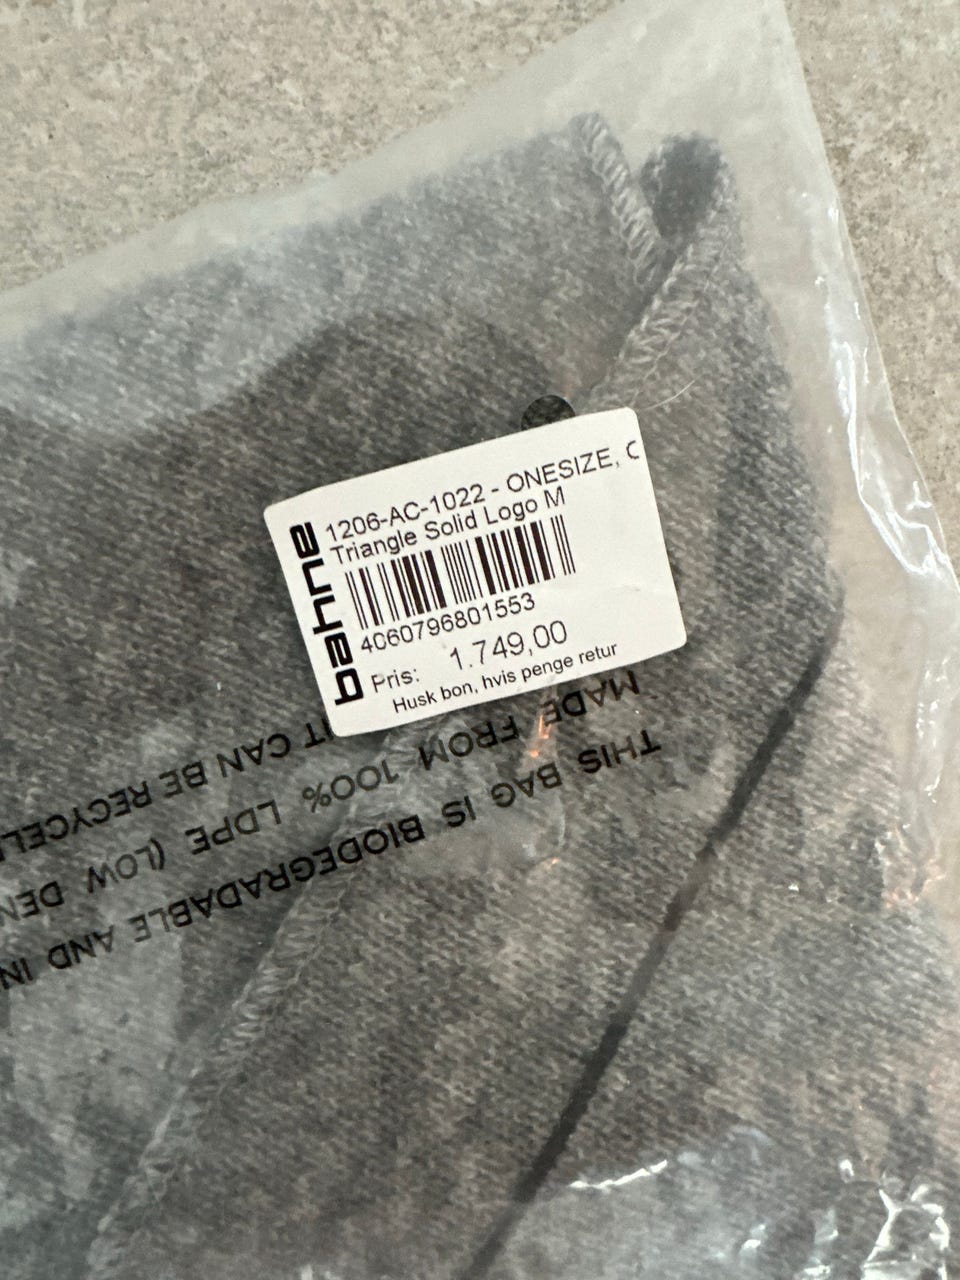 bahne
1206-AC-1022 - ONESIZE, C
Triangle Solid Logo M
4060796801553
Pris: 1.749,00
Husk bon, hvis penge retur
THIS BAG IS BIODEGRADABLE AND IN
MADE FROM 100% LDPE (LOW DEN
IT CAN BE RECYCLE